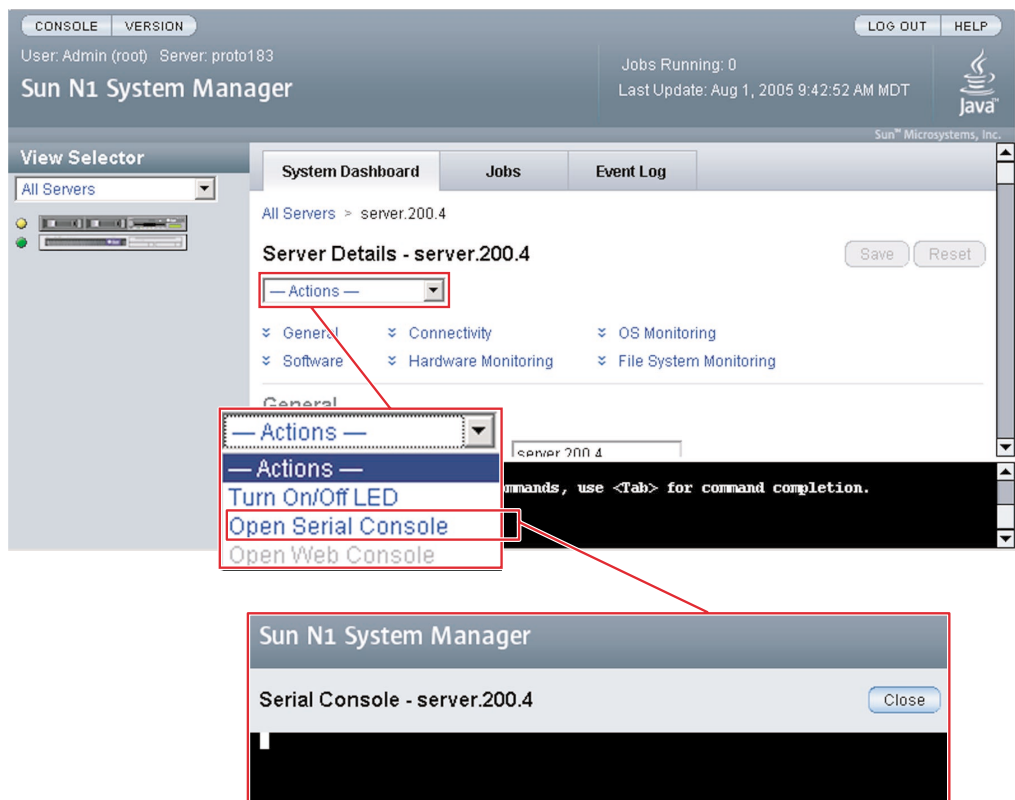 CONSOLE VERSION LOG OUT HELP
User: Admin (root) Server: proto183
Sun N1 System Manager
Jobs Running: 0
Last Update: Aug 1, 2005 9:42:52 AM MDT
Java™
Sun™ Microsystems, Inc.
View Selector
All Servers
System Dashboard Jobs Event Log
All Servers > server.200.4
Server Details - server.200.4
Save Reset
— Actions —
General Connectivity OS Monitoring
Software Hardware Monitoring File System Monitoring
General
server.200.4
— Actions —
— Actions —
Turn On/Off LED
Open Serial Console
Open Web Console
, use <Tab> for command completion.
Sun N1 System Manager
Serial Console - server.200.4
Close